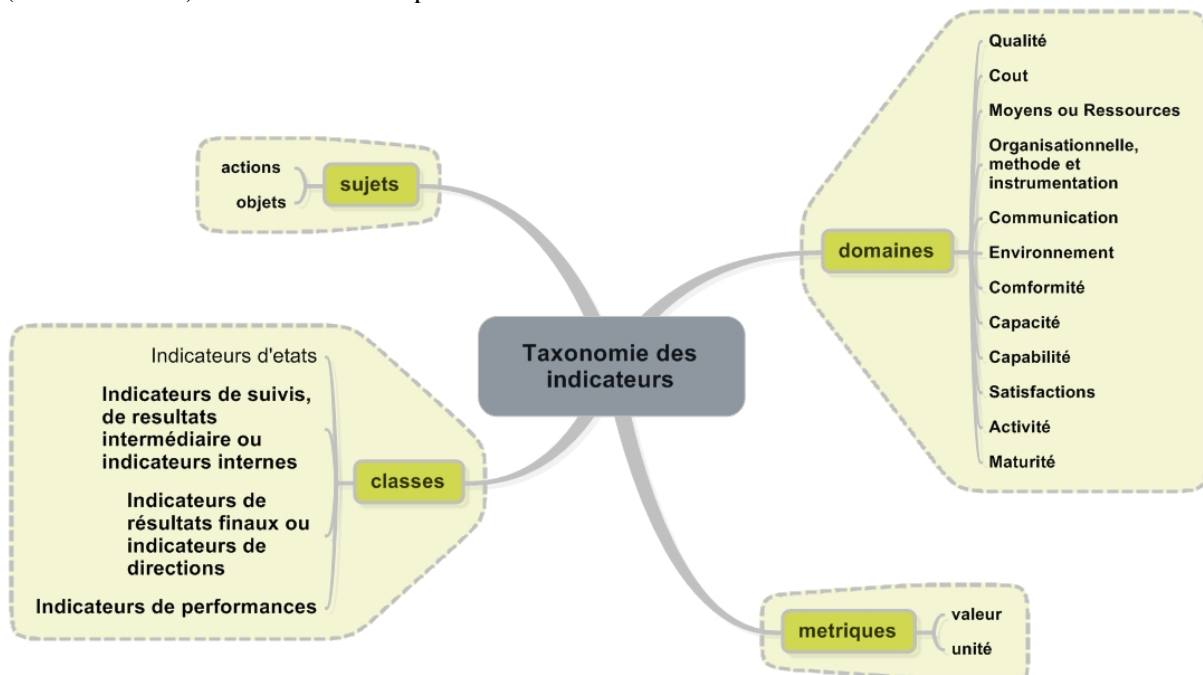 actions
objets
sujets
Qualité
Cout
Moyens ou Ressources
Organisationnelle,
methode et
instrumentation
Communication
Environnement
Comformité
Capacité
Capabilité
Satisfactions
Activité
Maturité
domaines
Taxonomie des
indicateurs
Indicateurs d'etats
Indicateurs de suivis,
de resultats
intermédiaire ou
indicateurs internes
Indicateurs de
résultats finaux ou
indicateurs de
directions
Indicateurs de performances
classes
metriques
valeur
unité